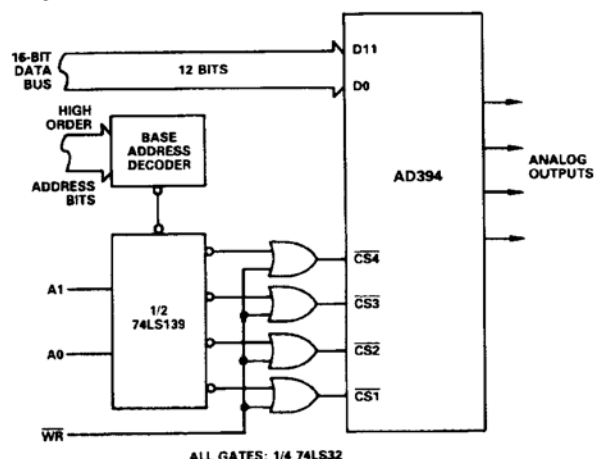 16-BIT
DATA
BUS
12 BITS
D11
D0
HIGH
ORDER
ADDRESS
BITS
BASE
ADDRESS
DECODER
AD394
ANALOG
OUTPUTS
A1
A0
1/2
74LS139
CS4
CS3
CS2
CS1
WR
ALL GATES: 1/4 74LS32